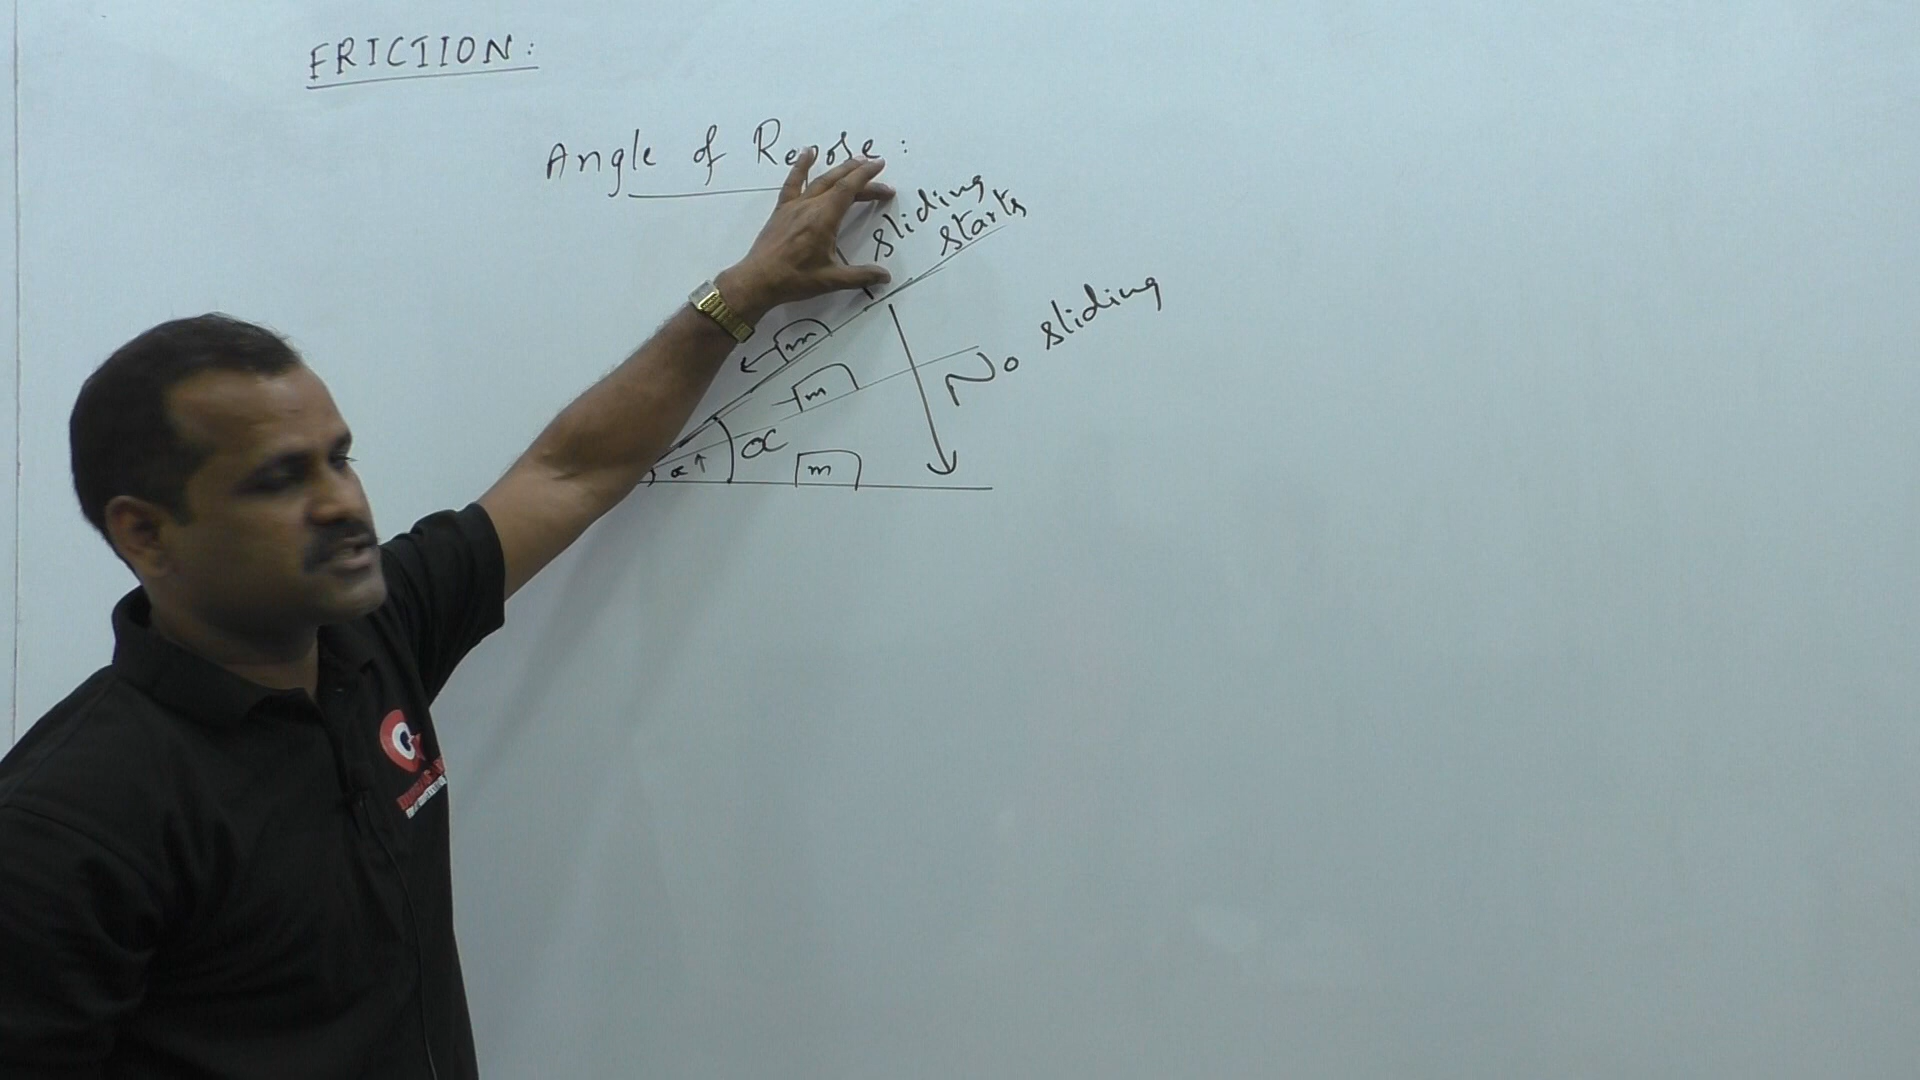 FRICTION:
Angle of Repose:
sliding
starts
No sliding
m
m
α
α ↑
m